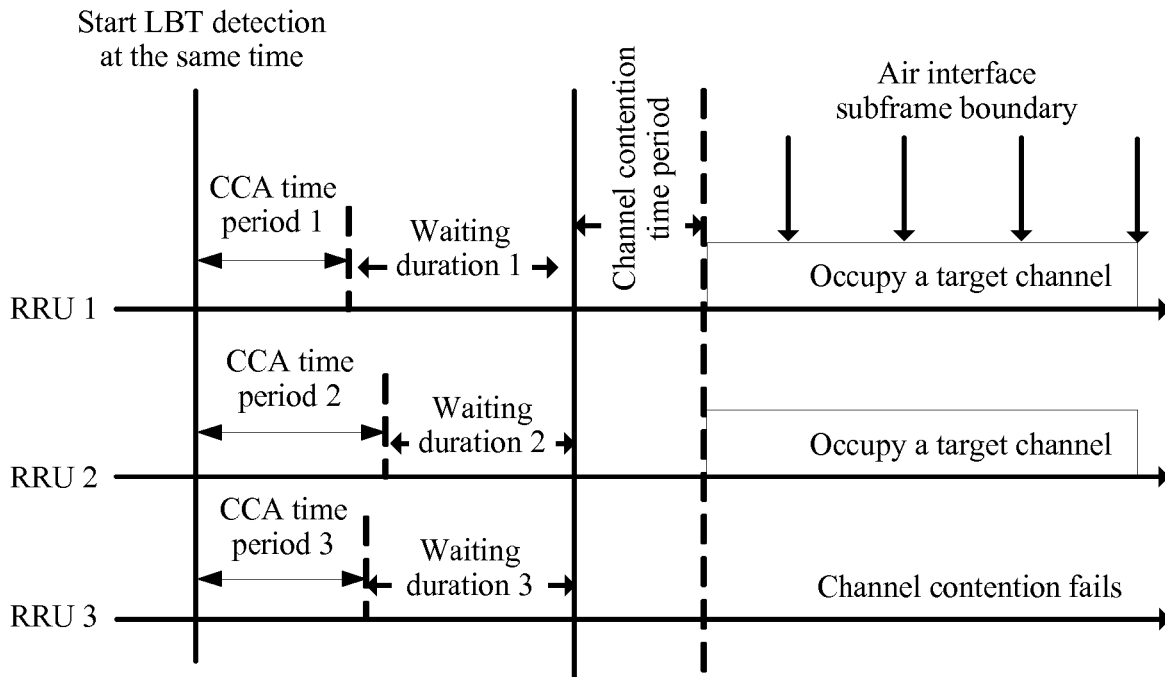 Start LBT detection
at the same time
Channel contention
time period
Air interface
subframe boundary
CCA time
period 1
Waiting
duration 1
Occupy a target channel
RRU 1
CCA time
period 2
Waiting
duration 2
Occupy a target channel
RRU 2
CCA time
period 3
Waiting
duration 3
Channel contention fails
RRU 3